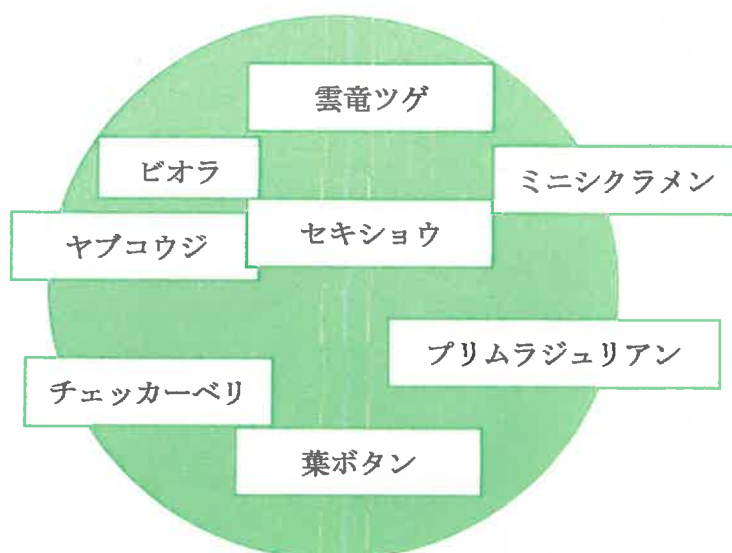 雲竜ツゲ
ビオラ
ミニシクラメン
ヤブコウジ
セキショウ
プリムラジュリアン
チェッカーベリ
葉ボタン